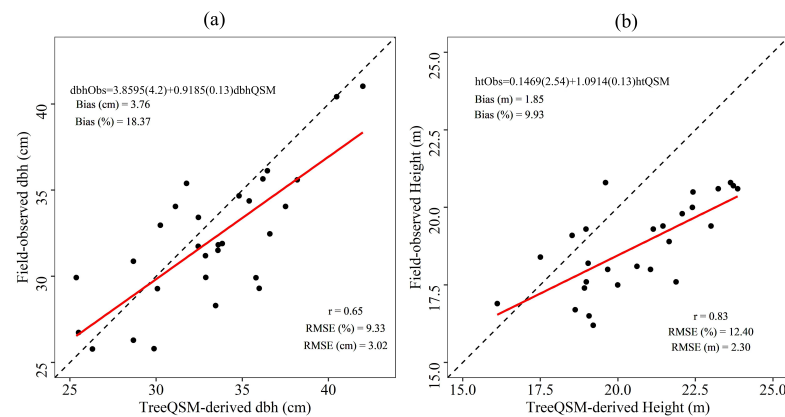 (a)
dbhObs=3.8595(4.2)+0.9185(0.13)dbhQSM
Bias (cm) = 3.76
Bias (%) = 18.37
r = 0.65
RMSE (%) = 9.33
RMSE (cm) = 3.02
Field-observed dbh (cm)
25
30
35
40
25
30
35
40
TreeQSM-derived dbh (cm)
(b)
htObs=0.1469(2.54)+1.0914(0.13)htQSM
Bias (m) = 1.85
Bias (%) = 9.93
r = 0.83
RMSE (%) = 12.40
RMSE (m) = 2.30
Field-observed Height (m)
15.0
17.5
20.0
22.5
25.0
15.0
17.5
20.0
22.5
25.0
TreeQSM-derived Height (m)